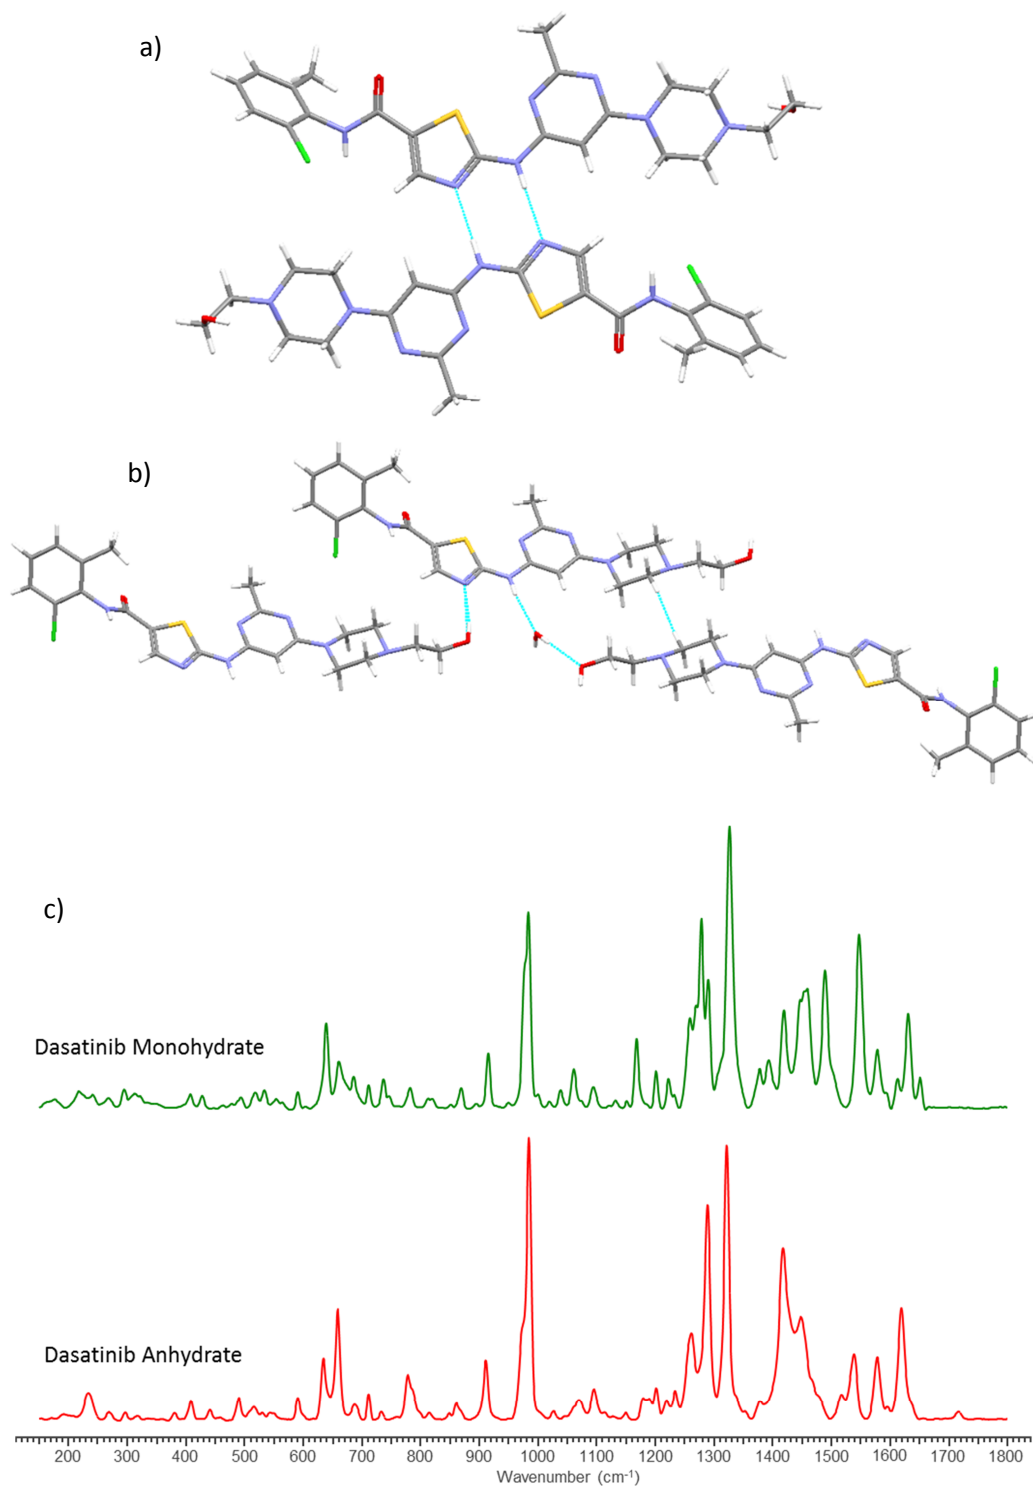 a)
b)
c)
Dasatinib Monohydrate
Dasatinib Anhydrate
200 300 400 500 600 700 800 900 1000 1100 1200 1300 1400 1500 1600 1700 1800
Wavenumber (cm⁻¹)